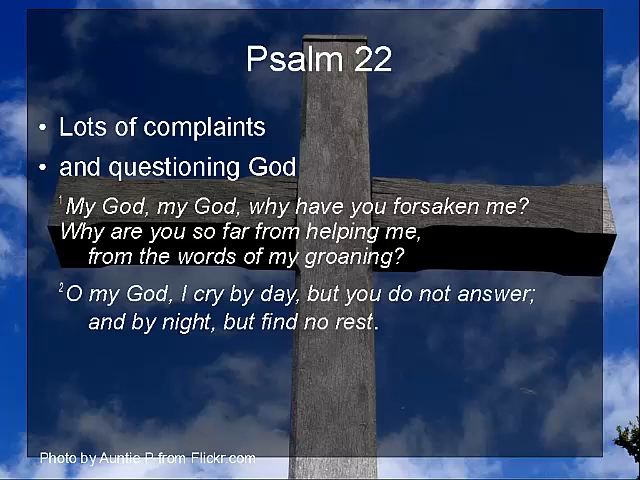 Psalm 22
• Lots of complaints
• and questioning God
1 My God, my God, why have you forsaken me?
Why are you so far from helping me,
from the words of my groaning?
2 O my God, I cry by day, but you do not answer;
and by night, but find no rest.
Photo by Auntie P from Flickr.com